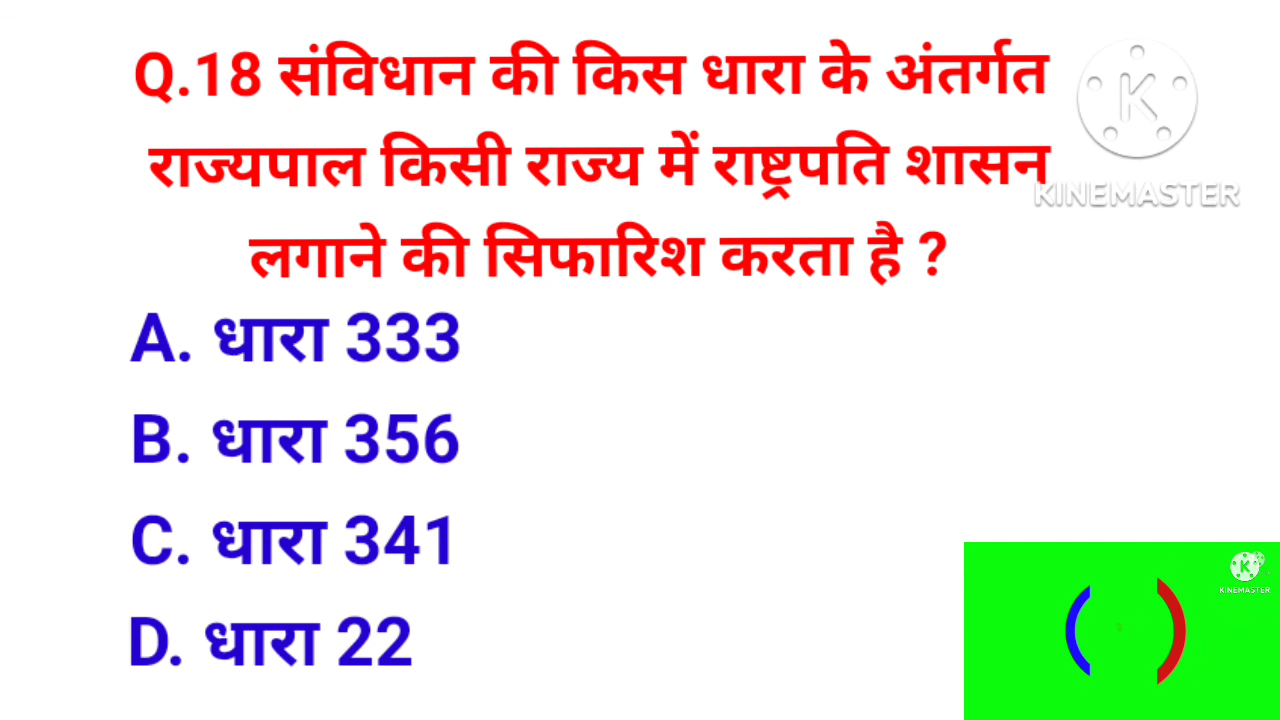 Q.18 संविधान की किस धारा के अंतर्गत
राज्यपाल किसी राज्य में राष्ट्रपति शासन
लगाने की सिफारिश करता है ?
A. धारा 333
B. धारा 356
C. धारा 341
D. धारा 22
K
KINEMASTER
K
KINEMASTER